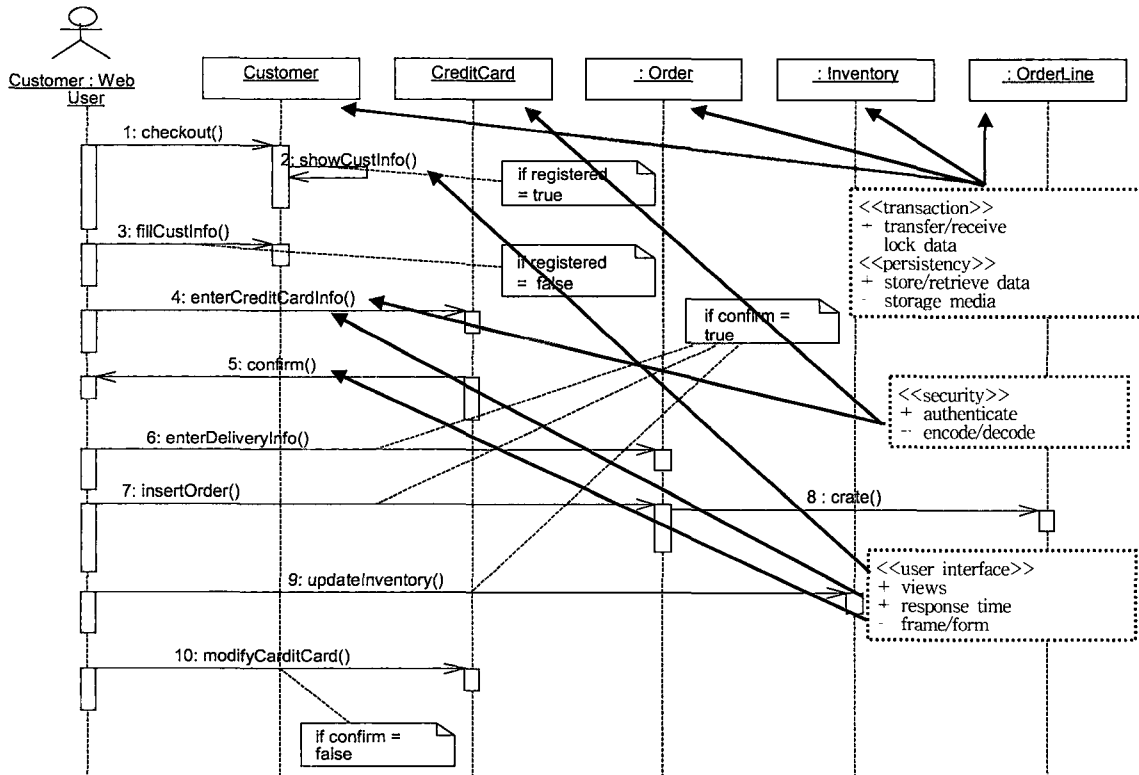 Customer : Web
User
Customer
CreditCard
: Order
: Inventory
: OrderLine
1: checkout()
2: showCustInfo()
if registered
= true
<<transaction>>
+ transfer/receive
lock data
<<persistency>>
+ store/retrieve data
- storage media
3: fillCustInfo()
if registered
= false
4: enterCreditCardInfo()
if confirm =
true
5: confirm()
<<security>>
+ authenticate
- encode/decode
6: enterDeliveryInfo()
7: insertOrder()
8 : crate()
<<user interface>>
+ views
+ response time
- frame/form
9: updateInventory()
10: modifyCarditCard()
if confirm =
false